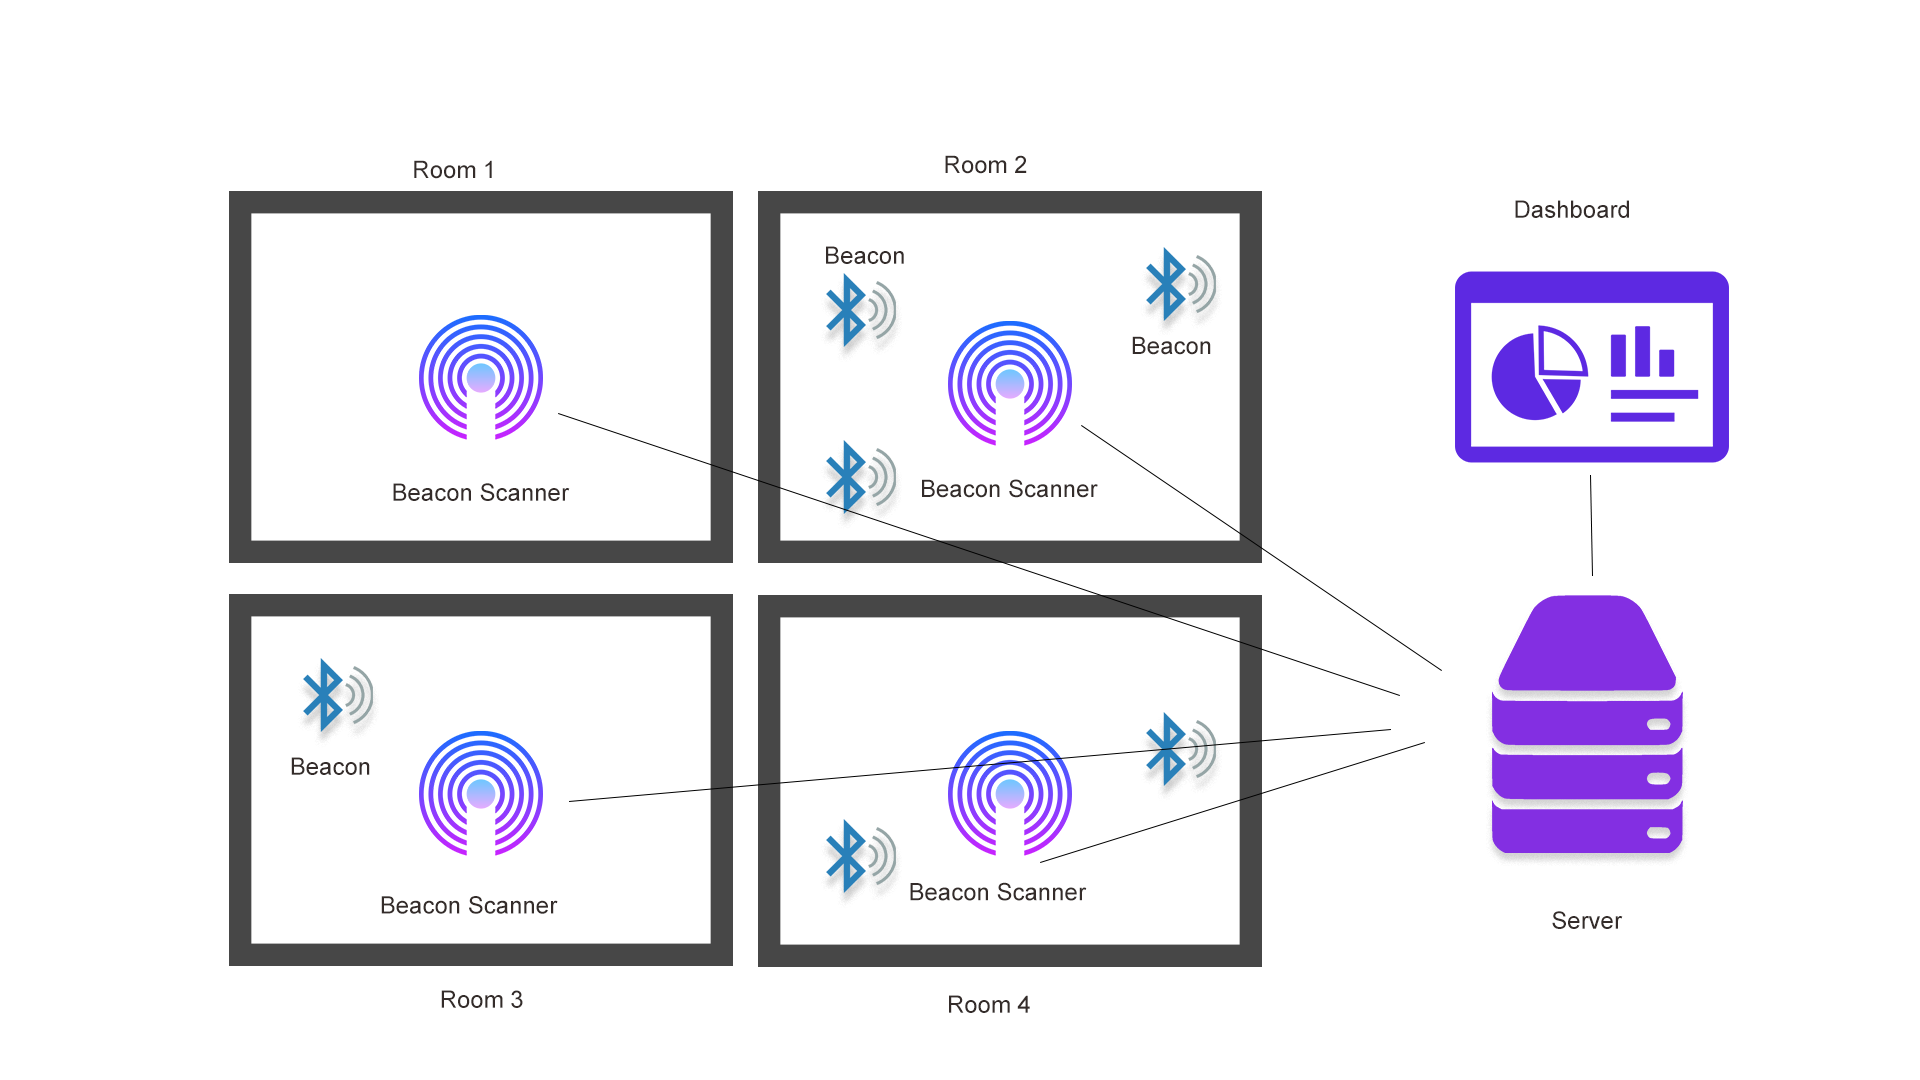 Room 1
Room 2
Dashboard
Beacon
Beacon
Beacon Scanner
Beacon Scanner
Beacon
Beacon Scanner
Beacon Scanner
Server
Room 3
Room 4